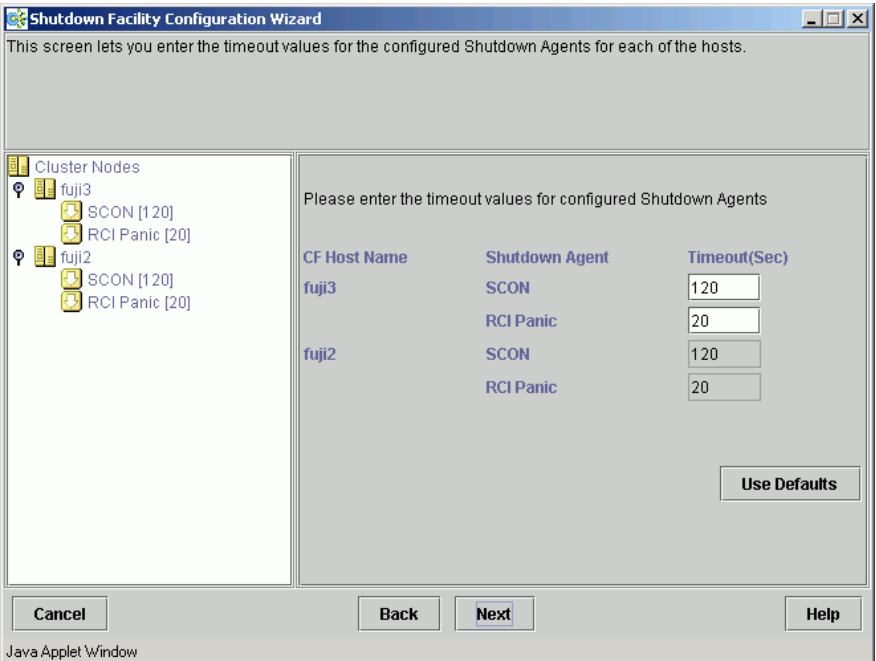 Shutdown Facility Configuration Wizard
This screen lets you enter the timeout values for the configured Shutdown Agents for each of the hosts.
Cluster Nodes
fuji3
SCON [120]
RCI Panic [20]
fuji2
SCON [120]
RCI Panic [20]
Please enter the timeout values for configured Shutdown Agents
CF Host Name Shutdown Agent Timeout(Sec)
fuji3 SCON 120
RCI Panic 20
fuji2 SCON 120
RCI Panic 20
Use Defaults
Cancel Back Next Help
Java Applet Window